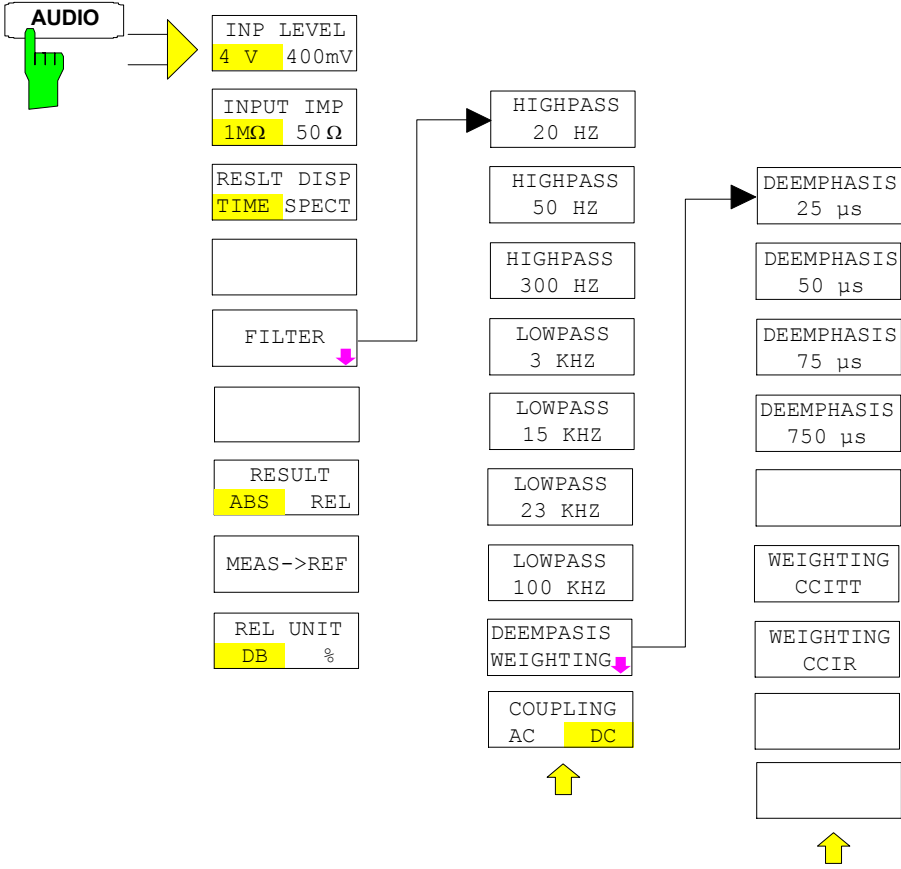 AUDIO
INP LEVEL
4 V 400mV
INPUT IMP
1MΩ 50 Ω
RESLT DISP
TIME SPECT
FILTER
RESULT
ABS REL
MEAS->REF
REL UNIT
DB %
HIGHPASS
20 HZ
HIGHPASS
50 HZ
HIGHPASS
300 HZ
LOWPASS
3 KHZ
LOWPASS
15 KHZ
LOWPASS
23 KHZ
LOWPASS
100 KHZ
DEEMPASIS
WEIGHTING
COUPLING
AC DC
DEEMPHASIS
25 µs
DEEMPHASIS
50 µs
DEEMPHASIS
75 µs
DEEMPHASIS
750 µs
WEIGHTING
CCITT
WEIGHTING
CCIR